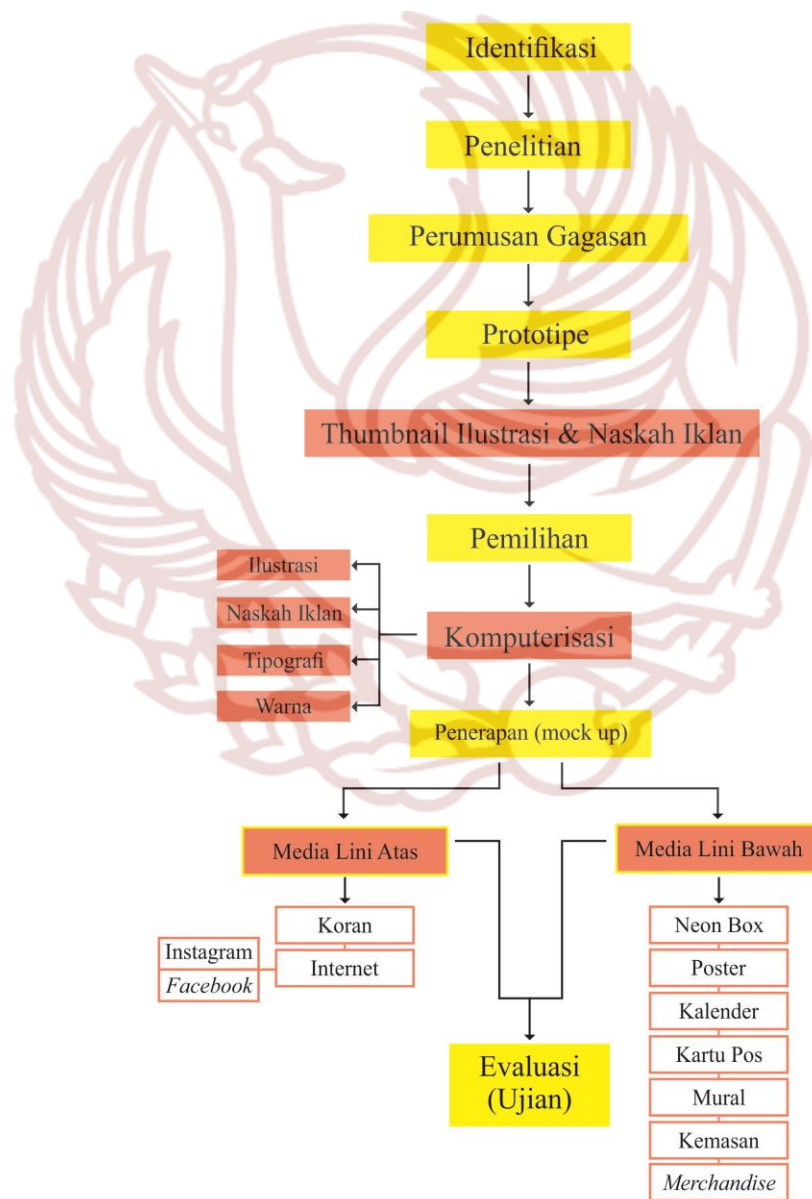 Identifikasi
Penelitian
Perumusan Gagasan
Prototipe
Thumbnail Ilustrasi & Naskah Iklan
Pemilihan
Komputerisasi
Ilustrasi
Naskah Iklan
Tipografi
Warna
Penerapan (mock up)
Media Lini Atas
Koran
Internet
Instagram
Facebook
Media Lini Bawah
Neon Box
Poster
Kalender
Kartu Pos
Mural
Kemasan
Merchandise
Evaluasi
(Ujian)